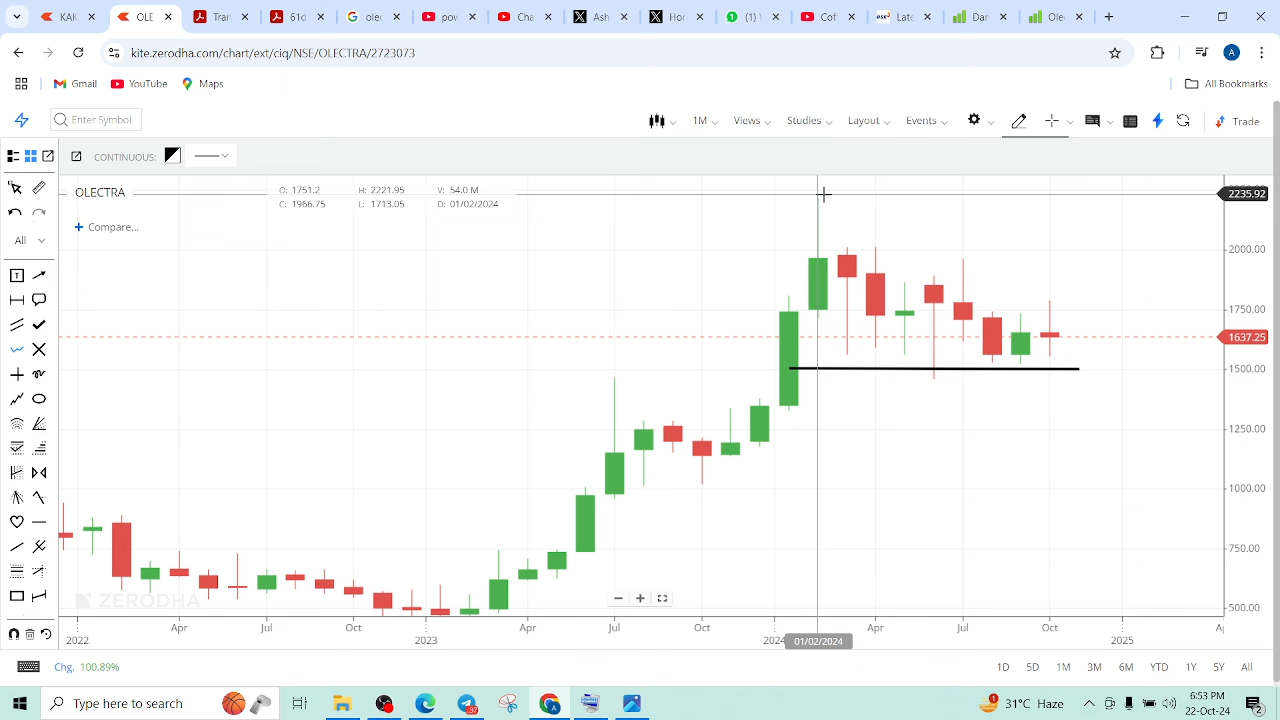 KAI
OLE
61d
olec
pov
Cha
Ash
Hor
(1)
Cof
Late
Dar
Ole
kite.zerodha.com/chart/ext/ciq/NSE/OLECTRA/2723073
A
Gmail
YouTube
Maps
All Bookmarks
Enter Symbol
1M
Views
Studies
Layout
Events
Trade
CONTINUOUS:
OLECTRA
O: 1751.2
H: 2221.95
V: 54.0 M
C: 1966.75
L: 1713.05
D: 01/02/2024
Compare...
All
2235.92
2000.00
1750.00
1637.25
1500.00
1250.00
1000.00
750.00
500.00
ZERODHA
2022
Apr
Jul
Oct
2023
Apr
Jul
Oct
01/02/2024
Apr
Jul
Oct
2025
Chg. 100.89%
1D
5D
1M
3M
6M
YTD
1Y
5Y
All
Type here to search
31°C Haze
6:53 PM
22-Oct-24